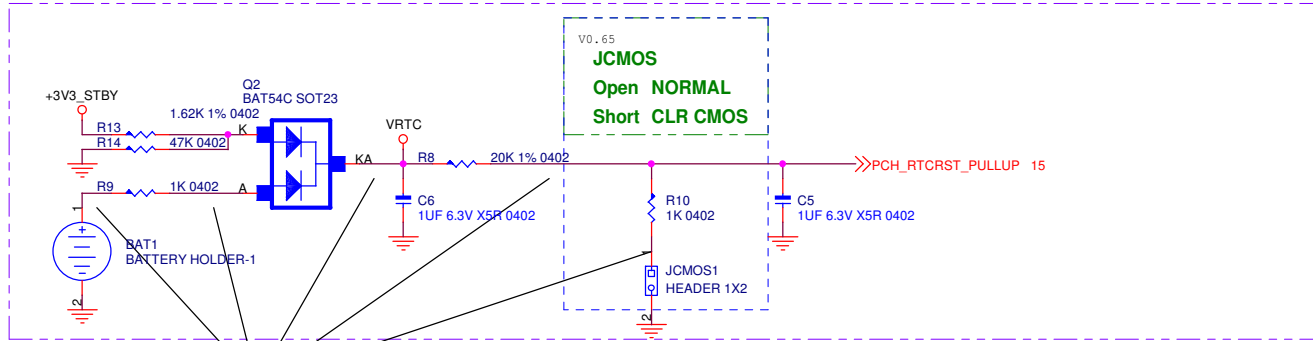 V0.65
JCMOS
Open NORMAL
Short CLR CMOS
Q2
BAT54C SOT23
+3V3_STBY
1.62K 1% 0402
R13
K
R14
47K 0402
VRTC
KA
R8
20K 1% 0402
PCH_RTCRST_PULLUP 15
R9
1K 0402
A
C6
1UF 6.3V X5R 0402
R10
1K 0402
C5
1UF 6.3V X5R 0402
1
+
BAT1
BATTERY HOLDER-1
2
1
JCMOS1
HEADER 1X2
2